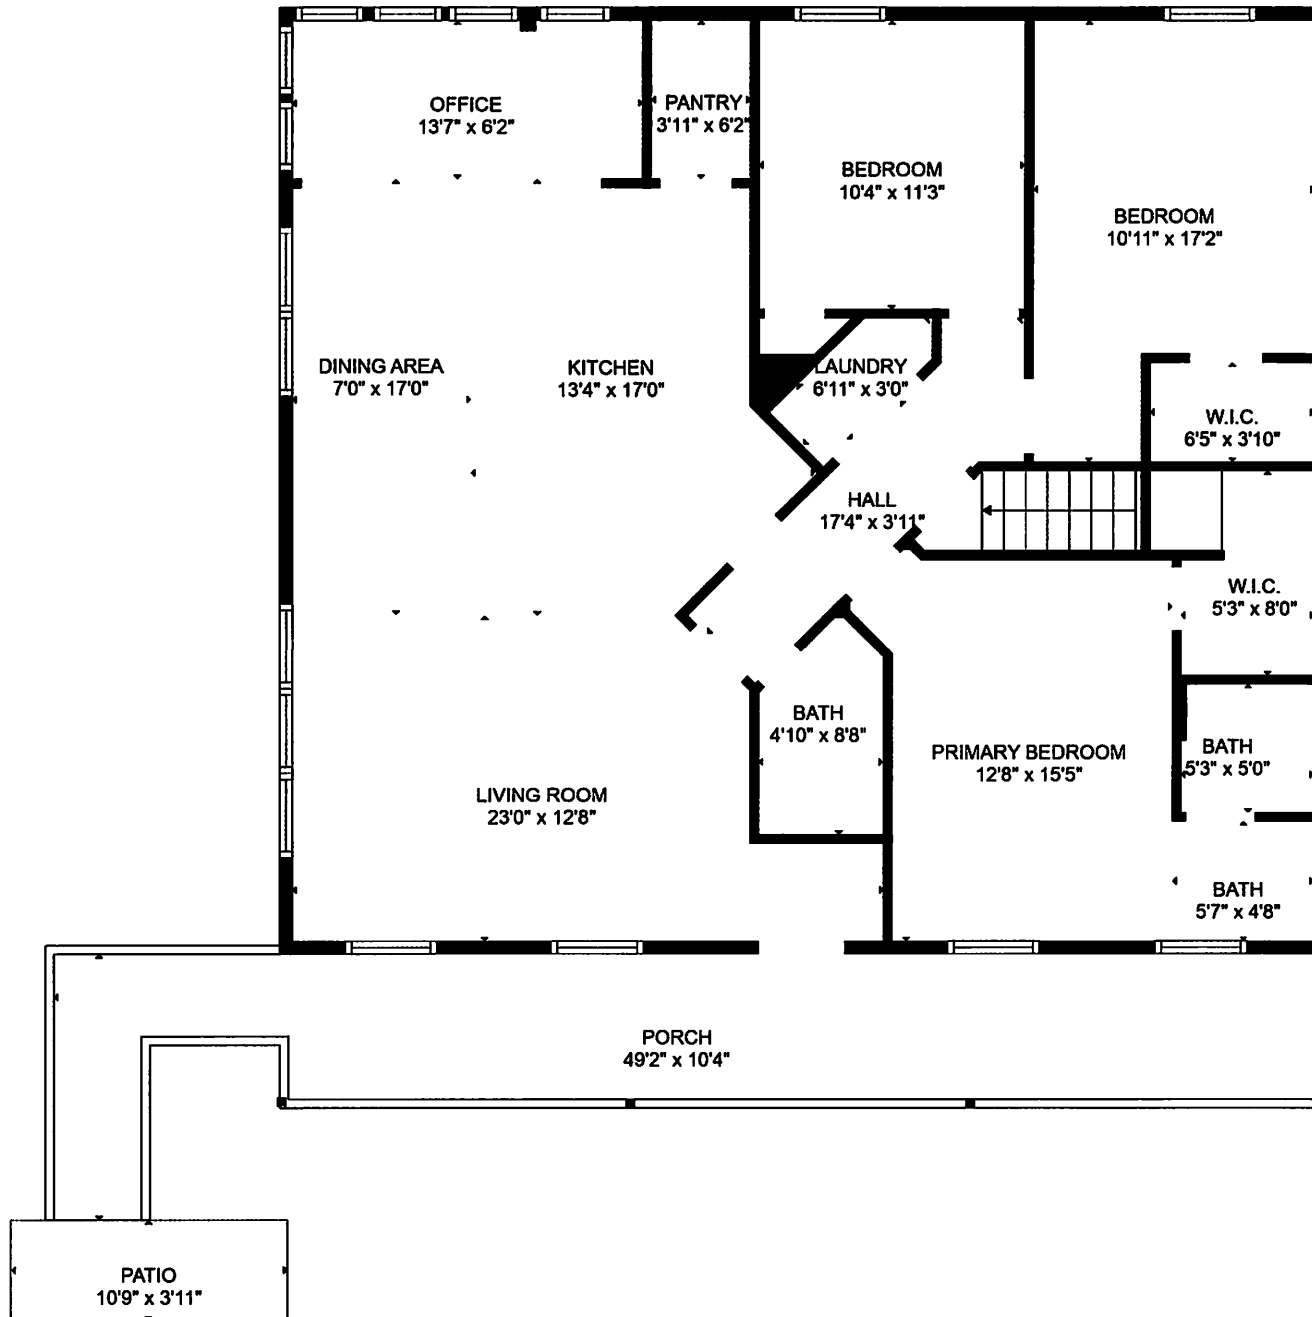 OFFICE
13'7" x 6'2"
PANTRY
3'11" x 6'2"
BEDROOM
10'4" x 11'3"
BEDROOM
10'11" x 17'2"
DINING AREA
7'0" x 17'0"
KITCHEN
13'4" x 17'0"
LAUNDRY
6'11" x 3'0"
W.I.C.
6'5" x 3'10"
HALL
17'4" x 3'11"
W.I.C.
5'3" x 8'0"
BATH
4'10" x 8'8"
PRIMARY BEDROOM
12'8" x 15'5"
BATH
5'3" x 5'0"
LIVING ROOM
23'0" x 12'8"
BATH
5'7" x 4'8"
PORCH
49'2" x 10'4"
PATIO
10'9" x 3'11"